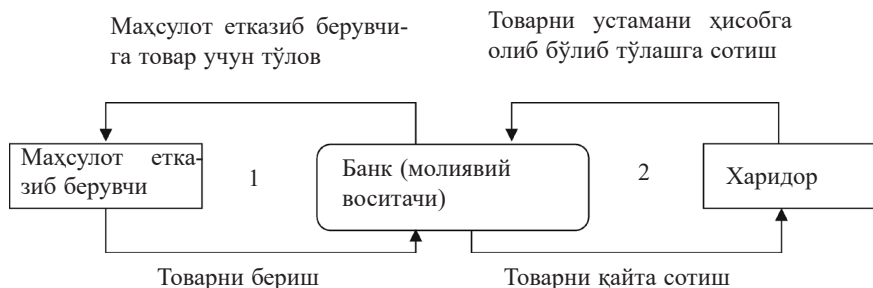 Маҳсулот етказиб берувчи-
га товар учун тўлов
Товарни устамани ҳисобга
олиб бўлиб тўлашга сотиш
Маҳсулот етка-
зиб берувчи
1
Банк (молиявий
воситачи)
2
Харидор
Товарни бериш
Товарни қайта сотиш